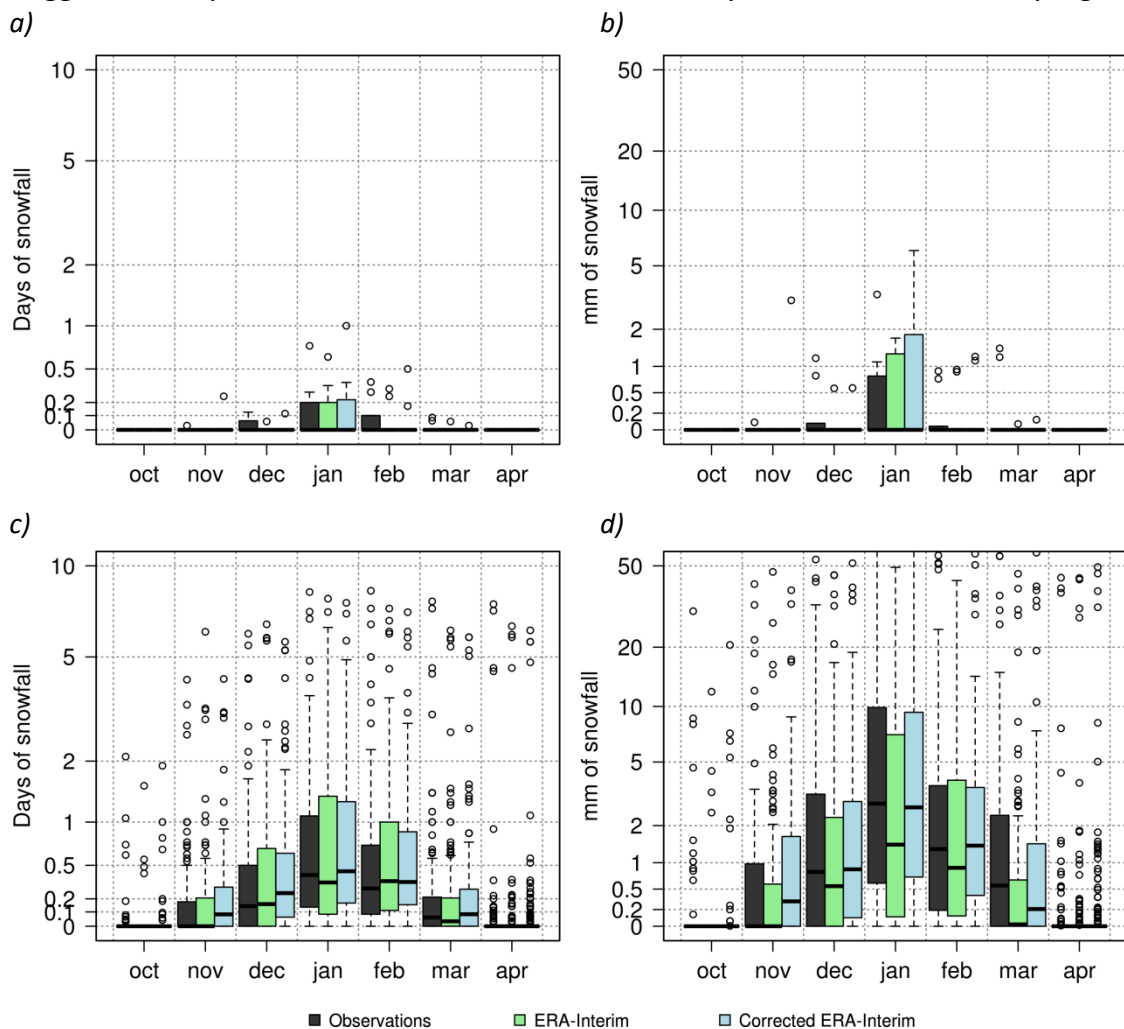 a)
b)
10
5
2
1
0.5
0.2
0.1
0
Days of snowfall
oct nov dec jan feb mar apr
50
20
10
5
2
1
0.5
0.2
0
mm of snowfall
oct nov dec jan feb mar apr
c)
d)
10
5
2
1
0.5
0.2
0.1
0
Days of snowfall
oct nov dec jan feb mar apr
50
20
10
5
2
1
0.5
0.2
0
mm of snowfall
oct nov dec jan feb mar apr
Observations ERA-Interim Corrected ERA-Interim